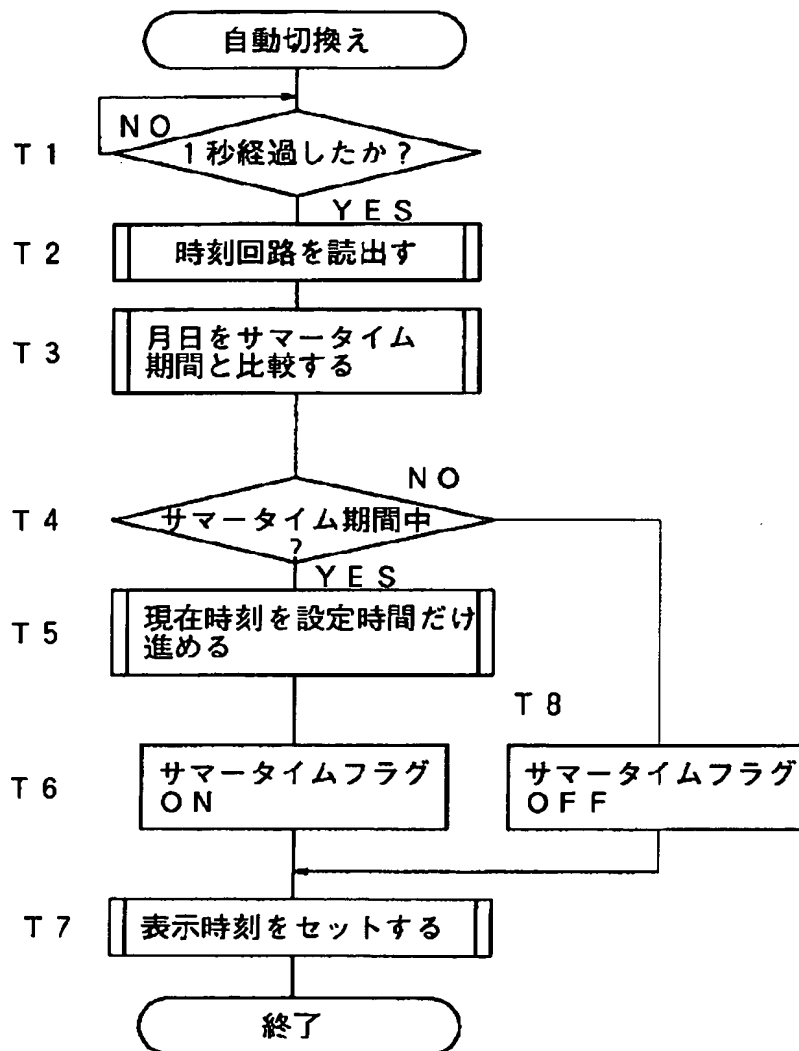 自動切換え
NO
T1
1秒経過したか？
YES
T2
時刻回路を読出す
T3
月日をサマータイム
期間と比較する
NO
T4
サマータイム期間中
？
YES
T5
現在時刻を設定時間だけ
進める
T8
T6
サマータイムフラグ
ON
サマータイムフラグ
OFF
T7
表示時刻をセットする
終了